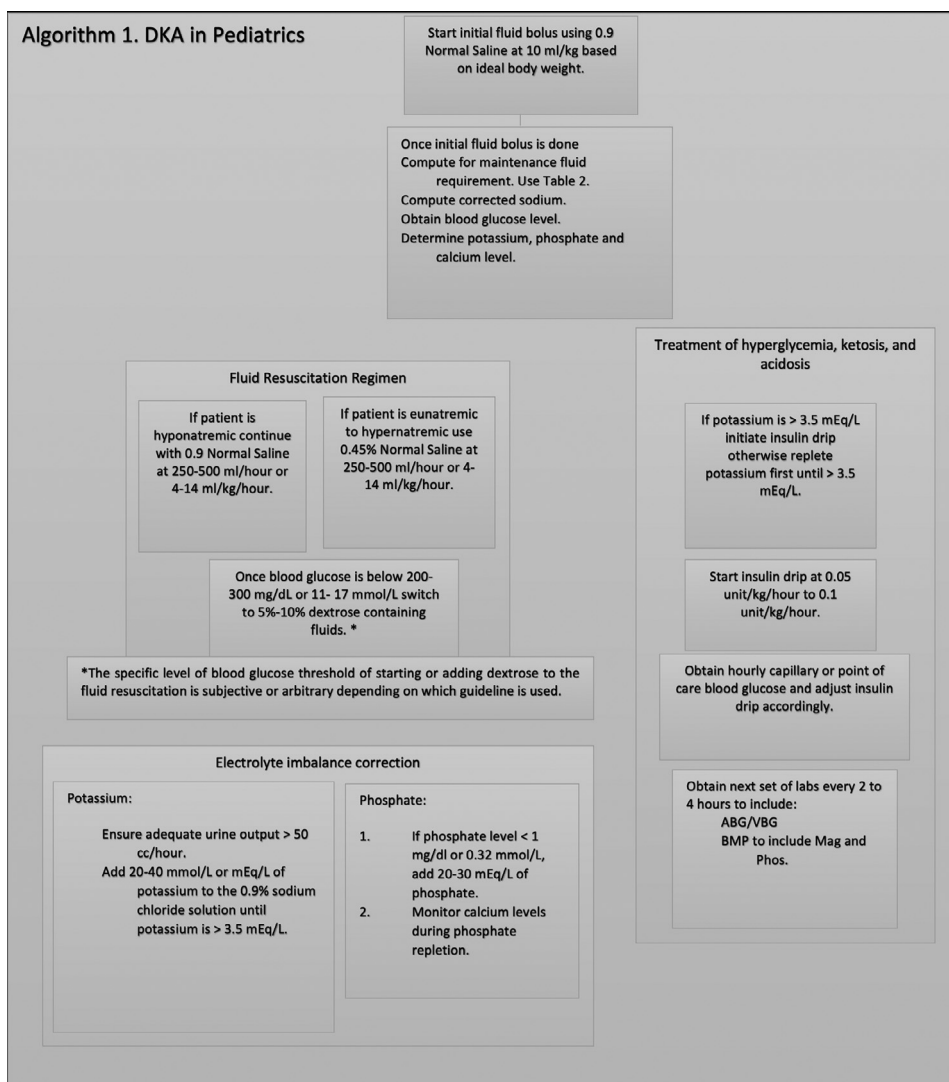 Algorithm 1. DKA in Pediatrics
Start initial fluid bolus using 0.9
Normal Saline at 10 ml/kg based
on ideal body weight.
Once initial fluid bolus is done
Compute for maintenance fluid
requirement. Use Table 2.
Compute corrected sodium.
Obtain blood glucose level.
Determine potassium, phosphate and
calcium level.
Fluid Resuscitation Regimen
If patient is
hyponatremic continue
with 0.9 Normal Saline
at 250-500 ml/hour or
4-14 ml/kg/hour.
If patient is eunatremic
to hypernatremic use
0.45% Normal Saline at
250-500 ml/hour or 4-
14 ml/kg/hour.
Once blood glucose is below 200-
300 mg/dL or 11- 17 mmol/L switch
to 5%-10% dextrose containing
fluids. *
*The specific level of blood glucose threshold of starting or adding dextrose to the
fluid resuscitation is subjective or arbitrary depending on which guideline is used.
Treatment of hyperglycemia, ketosis, and
acidosis
If potassium is > 3.5 mEq/L
initiate insulin drip
otherwise replete
potassium first until > 3.5
mEq/L.
Start insulin drip at 0.05
unit/kg/hour to 0.1
unit/kg/hour.
Obtain hourly capillary or point of
care blood glucose and adjust insulin
drip accordingly.
Obtain next set of labs every 2 to
4 hours to include:
ABG/VBG
BMP to include Mag and
Phos.
Electrolyte imbalance correction
Potassium:
Ensure adequate urine output > 50
cc/hour.
Add 20-40 mmol/L or mEq/L of
potassium to the 0.9% sodium
chloride solution until
potassium is > 3.5 mEq/L.
Phosphate:
1. If phosphate level < 1
mg/dl or 0.32 mmol/L,
add 20-30 mEq/L of
phosphate.
2. Monitor calcium levels
during phosphate
repletion.